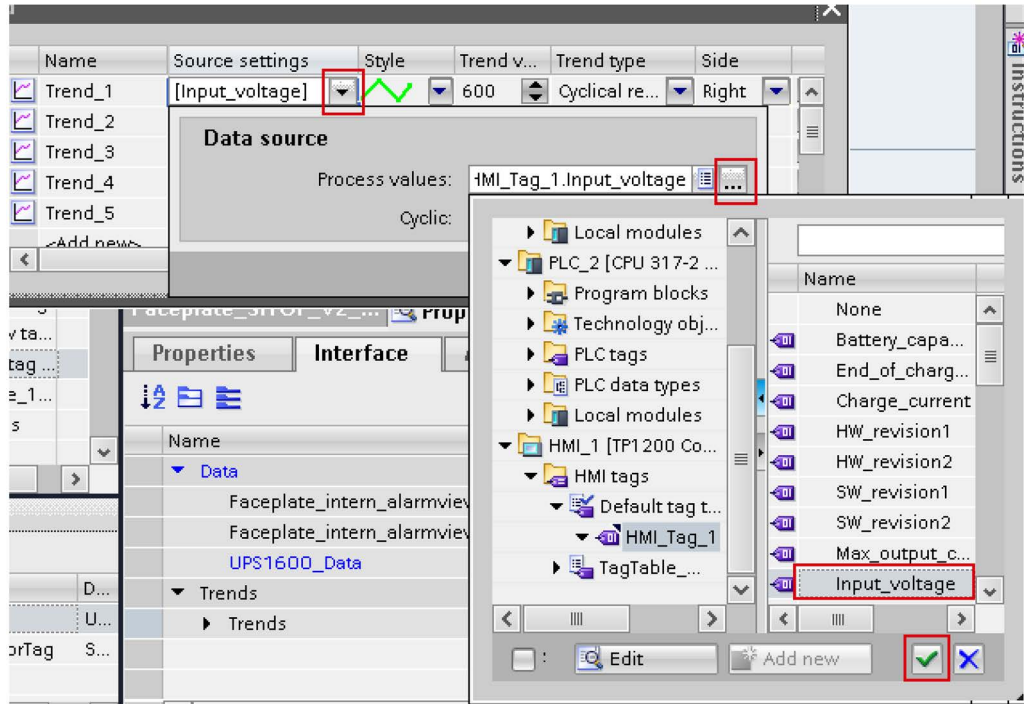 Name Source settings Style Trend v... Trend type Side
Trend_1 [Input_voltage] 600 Cyclical re... Right
Trend_2
Trend_3
Trend_4
Trend_5
<Add new>
Data source
Process values: HMI_Tag_1.Input_voltage ...
Cyclic:
Instructions
Local modules
PLC_2 [CPU 317-2 ...
Program blocks
Technology obj...
PLC tags
PLC data types
Local modules
HMI_1 [TP1200 Co...
HMI tags
Default tag t...
HMI_Tag_1
TagTable_...
Name
None
Battery_capa...
End_of_charg...
Charge_current
HW_revision1
HW_revision2
SW_revision1
SW_revision2
Max_output_c...
Input_voltage
: Edit Add new
Properties Interface
Name
Data
Faceplate_intern_alarmview
Faceplate_intern_alarmview
UPS1600_Data
Trends
Trends
tag ...
D...
U...
S...